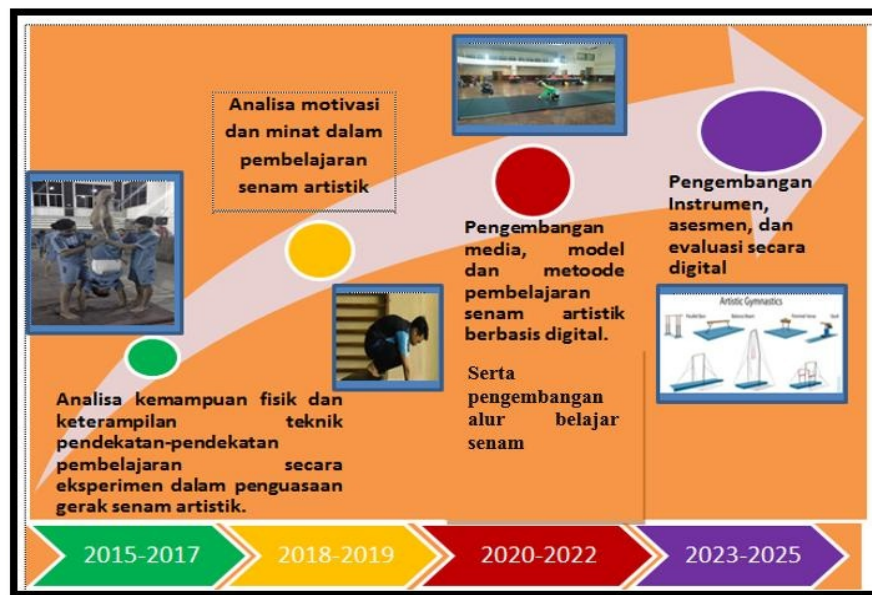 Analisa motivasi
dan minat dalam
pembelajaran
senam artistik
Analisa kemampuan fisik dan
keterampilan teknik
pendekatan-pendekatan
pembelajaran secara
eksperimen dalam penguasaan
gerak senam artistik.
Pengembangan
media, model
dan metoode
pembelajaran
senam artistik
berbasis digital.
Serta
pengembangan
alur belajar
senam
Pengembangan
Instrumen,
asesmen, dan
evaluasi secara
digital
Artistic Gymnastics
2015-2017
2018-2019
2020-2022
2023-2025